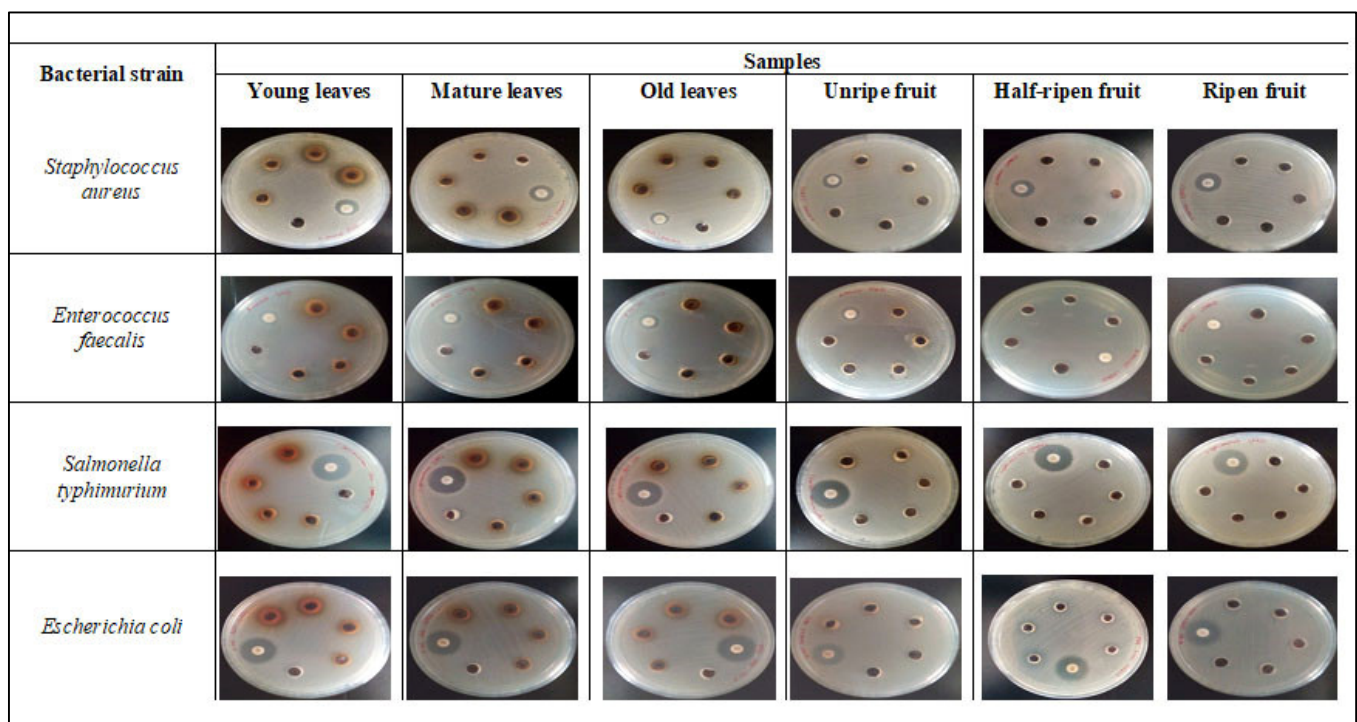 Bacterial strain
Samples
Young leaves
Mature leaves
Old leaves
Unripe fruit
Half-ripen fruit
Ripen fruit
Staphylococcus
aureus
Enterococcus
faecalis
Salmonella
typhimurium
Escherichia coli